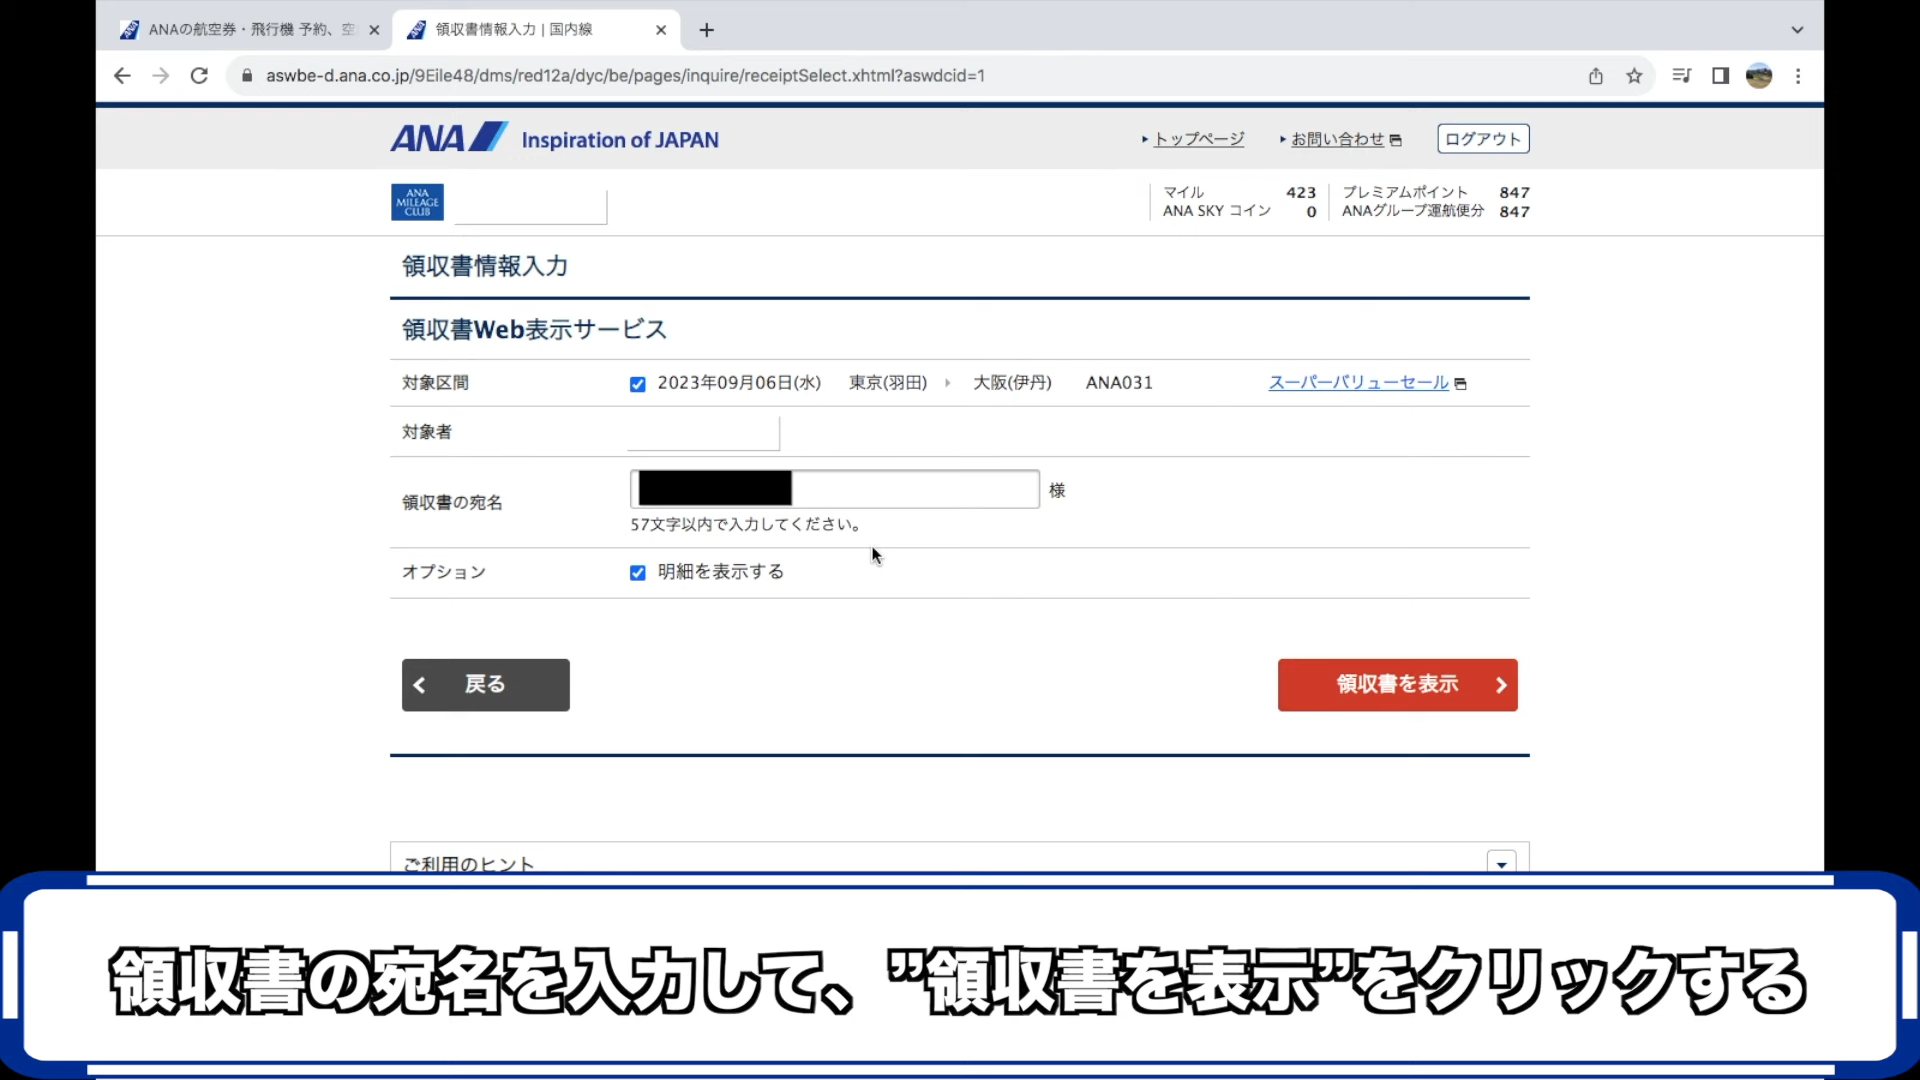 ANAの航空券・飛行機 予約、空
領収書情報入力 | 国内線
aswbe-d.ana.co.jp/9Eile48/dms/red12a/dyc/be/pages/inquire/receiptSelect.xhtml?aswdcid=1
ANA Inspiration of JAPAN
トップページ お問い合わせ ログアウト
ANA MILEAGE CLUB
マイル 423 プレミアムポイント 847
ANA SKY コイン 0 ANAグループ運航便分 847
領収書情報入力
領収書Web表示サービス
対象区間 2023年09月06日(水) 東京(羽田) 大阪(伊丹) ANA031 スーパーバリューセール
対象者
領収書の宛名 様
57文字以内で入力してください。
オプション 明細を表示する
戻る 領収書を表示
ご利用のヒント
領収書の宛名を入力して、”領収書を表示”をクリックする